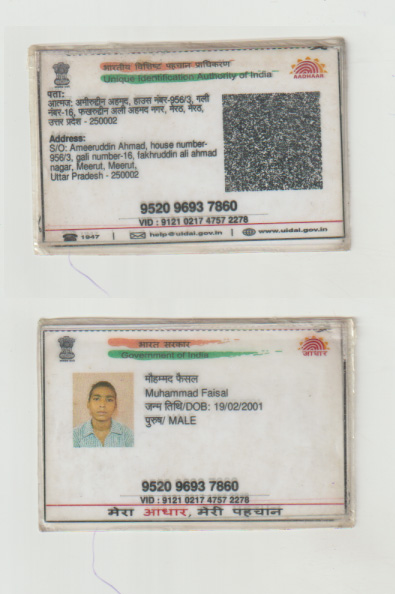 भारतीय विशिष्ट पहचान प्राधिकरण
Unique Identification Authority of India
AADHAAR
पता:
आत्मज: अमीरुद्दीन अहमद, हाउस नंबर-956/3, गली
नंबर-16, फखरुद्दीन अली अहमद नगर, मेरठ, मेरठ,
उत्तर प्रदेश - 250002
Address:
S/O: Ameeruddin Ahmad, house number-
956/3, gali number-16, fakhruddin ali ahmad
nagar, Meerut, Meerut,
Uttar Pradesh - 250002
9520 9693 7860
VID : 9121 0217 4757 2278
1947 | help@uidai.gov.in | www.uidai.gov.in
भारत सरकार
Government of India
आधार
मोहम्मद फैसल
Muhammad Faisal
जन्म तिथि/DOB: 19/02/2001
पुरुष/ MALE
9520 9693 7860
VID : 9121 0217 4757 2278
मेरा आधार, मेरी पहचान